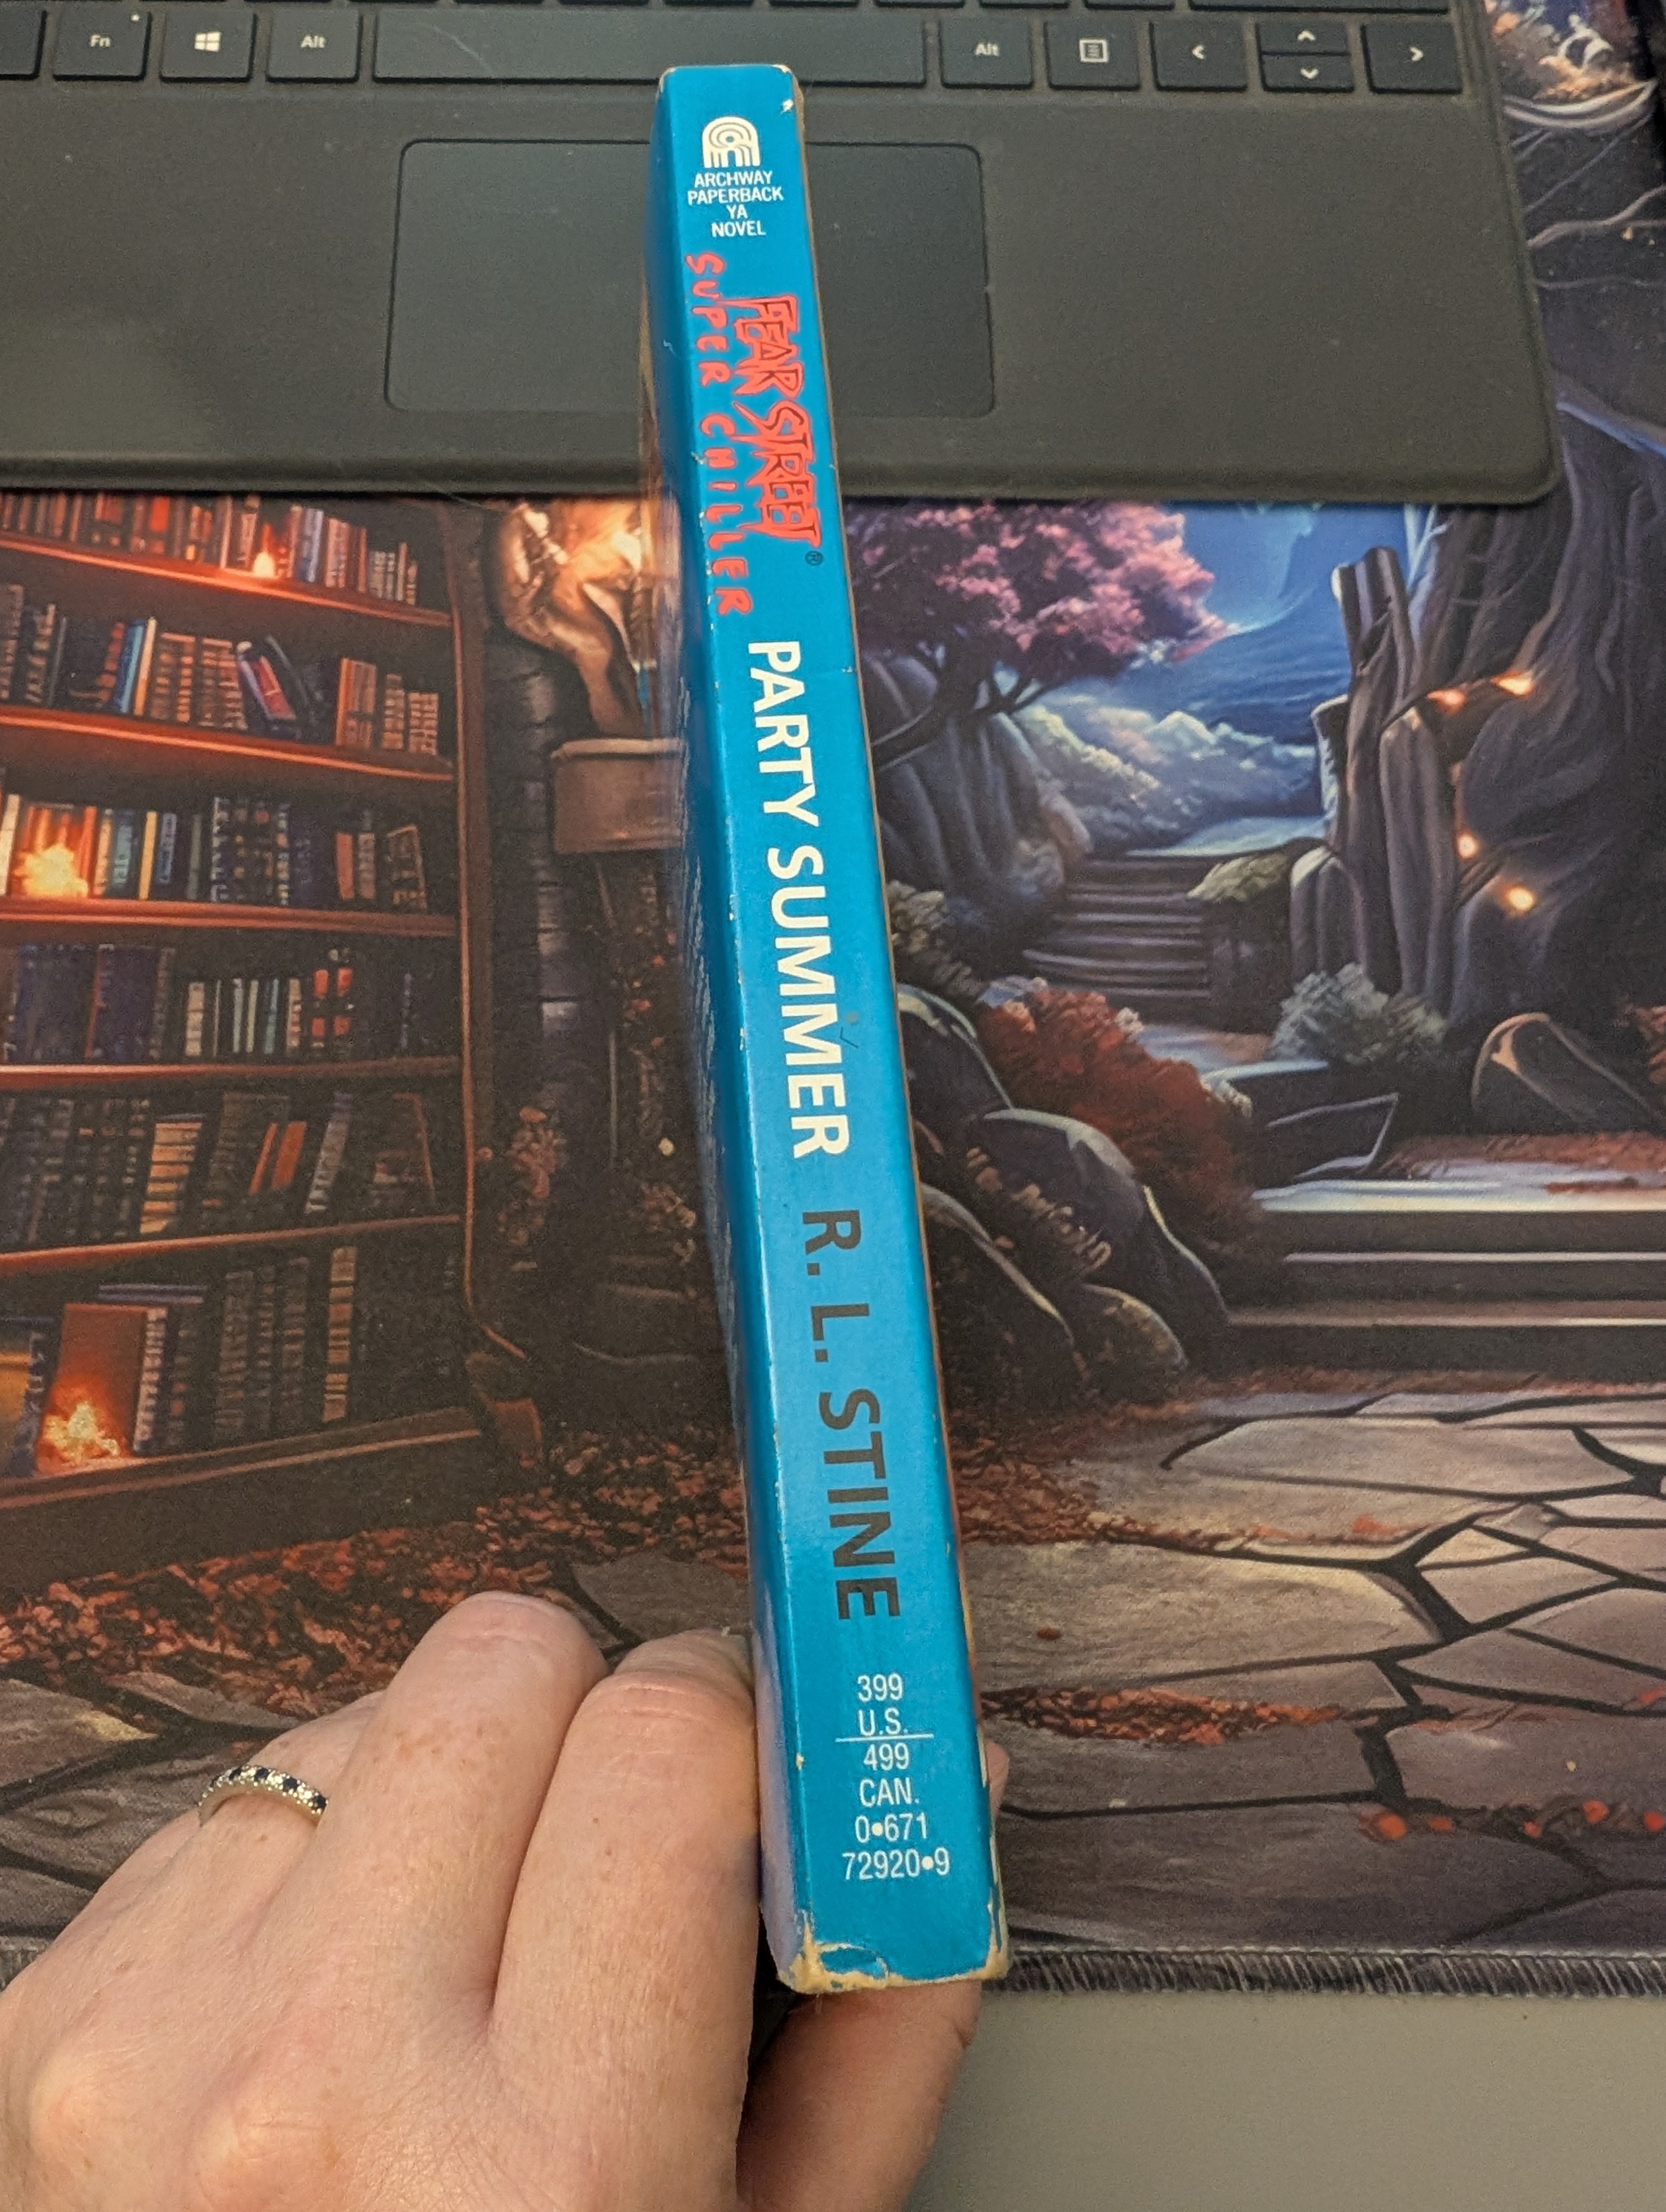 Fn
Alt
Alt
ARCHWAY
PAPERBACK
YA
NOVEL
FEAR STREET®
SUPER CHILLER
PARTY SUMMER
R. L. STINE
399
U.S.
499
CAN.
0•671
72920•9